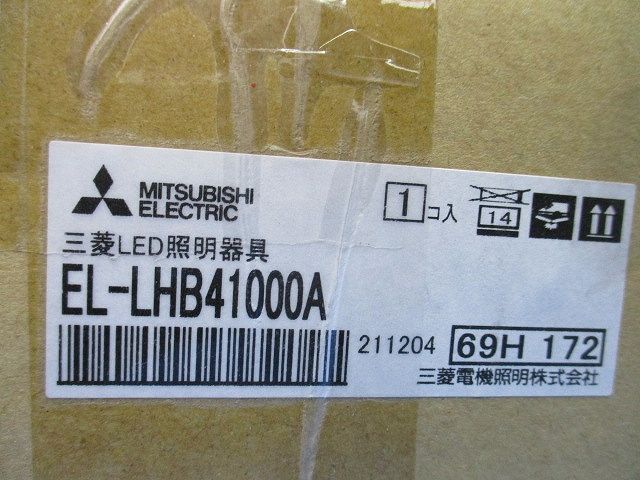 MITSUBISHI
ELECTRIC
1コ入
14
三菱LED照明器具
EL-LHB41000A
211204
69H 172
三菱電機照明株式会社